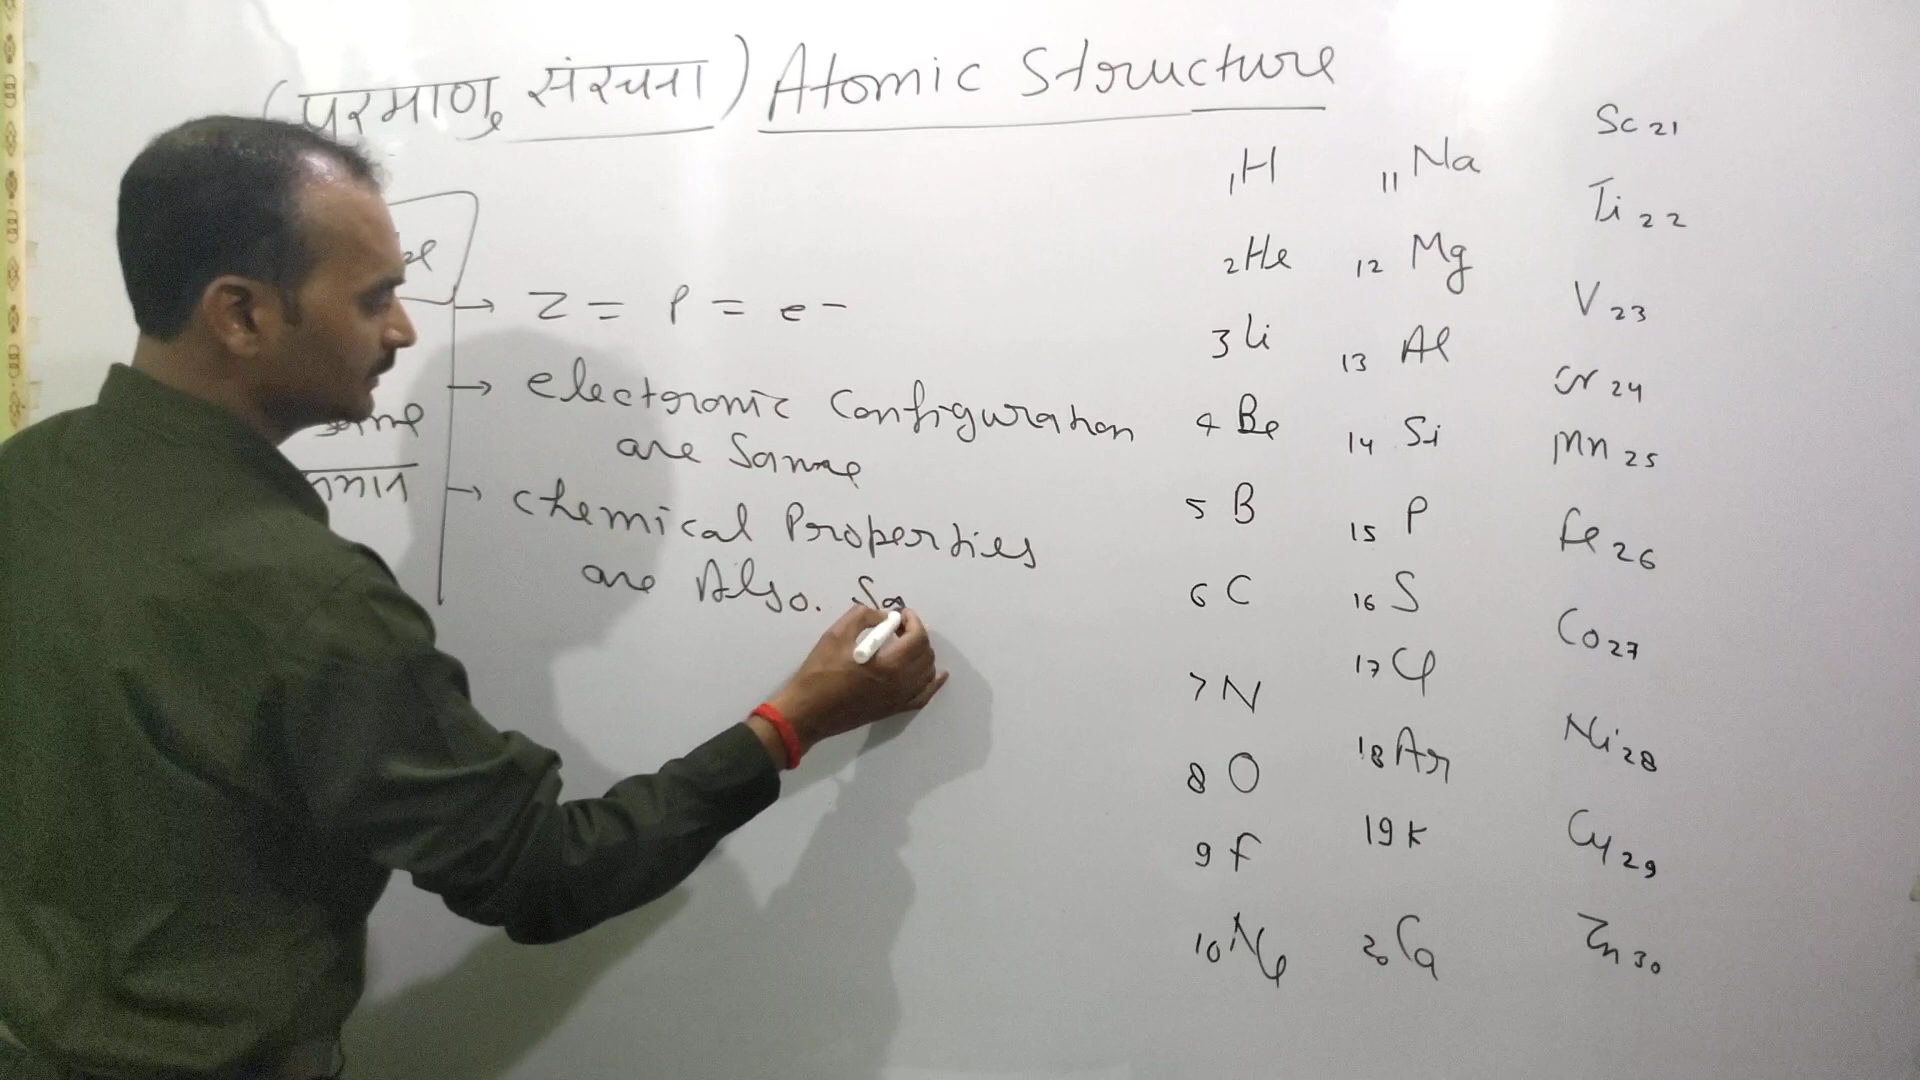 (परमाणु संरचना) Atomic Structure
→ Z = P = e-
→ electronic Configuration
are Same
→ chemical Properties
are Also. Sa
Same
समान
1H
2He
3Li
4Be
5B
6C
7N
8O
9F
10Ne
11Na
12Mg
13Al
14Si
15P
16S
17Cl
18Ar
19K
20Ca
Sc21
Ti22
V23
Cr24
Mn25
Fe26
Co27
Ni28
Cu29
Zn30